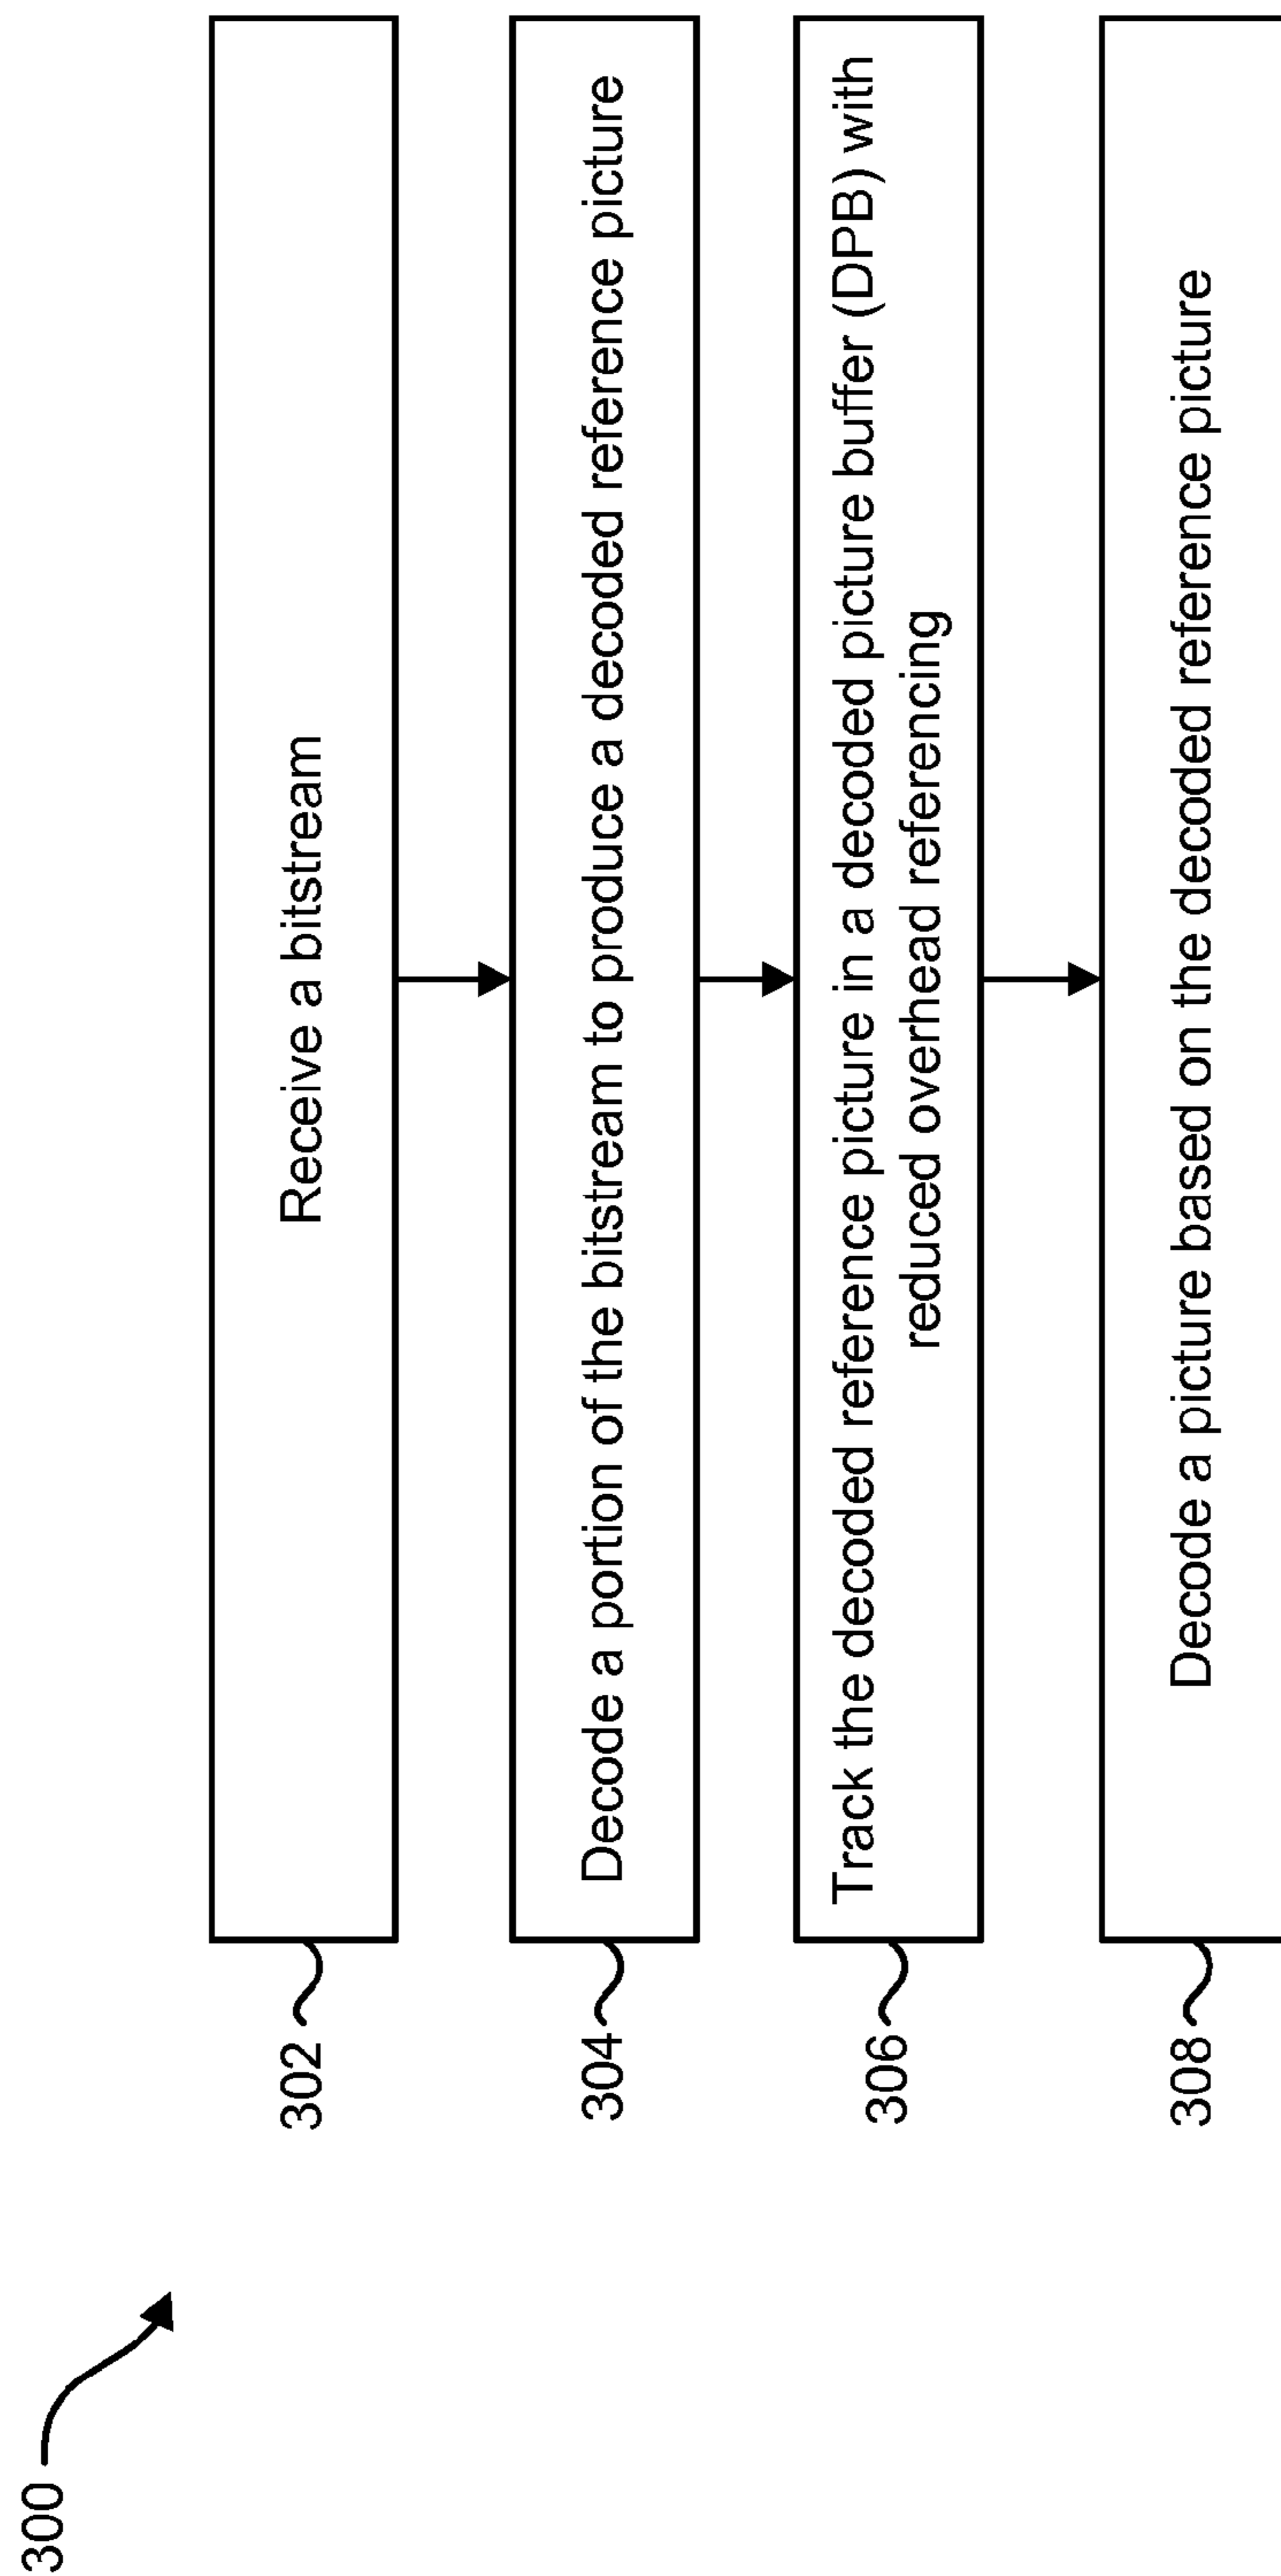 300
302
Receive a bitstream
304
Decode a portion of the bitstream to produce a decoded reference picture
306
Track the decoded reference picture in a decoded picture buffer (DPB) with
reduced overhead referencing
308
Decode a picture based on the decoded reference picture